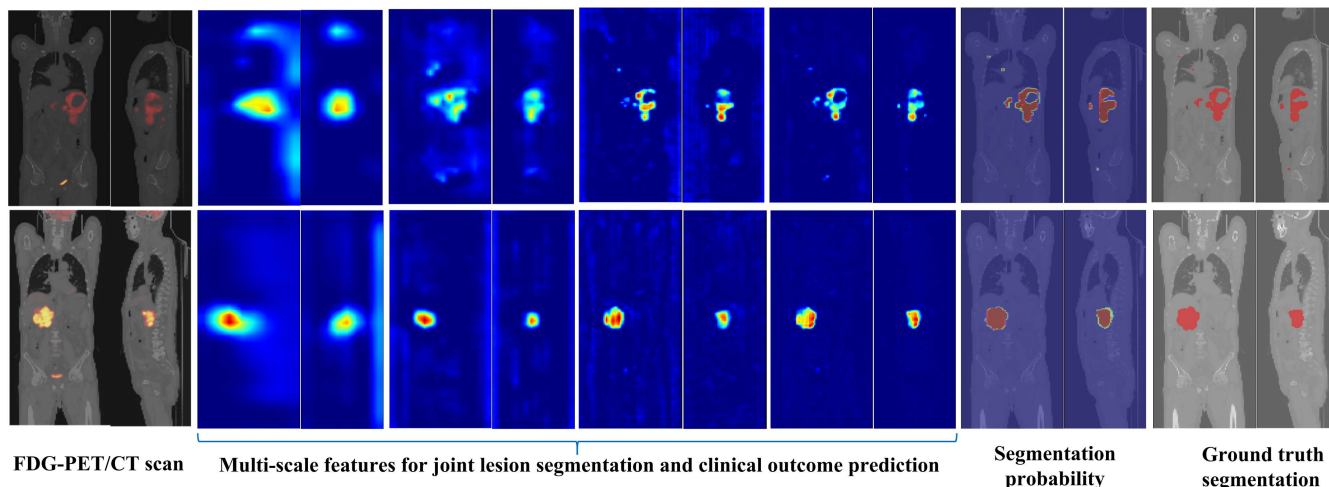 FDG-PET/CT scan
Multi-scale features for joint lesion segmentation and clinical outcome prediction
Segmentation
probability
Ground truth
segmentation